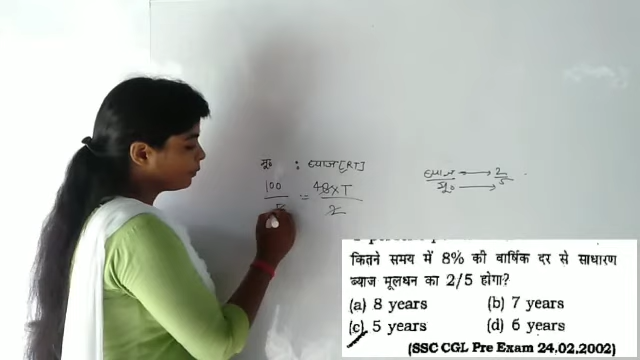 मू० : ब्याज [RT]
100 = 48×T
5 2
ब्याज → 2
मू० → 5
कितने समय में 8% की वार्षिक दर से साधारण
ब्याज मूलधन का 2/5 होगा?
(a) 8 years (b) 7 years
(c) 5 years (d) 6 years
(SSC CGL Pre Exam 24.02.2002)